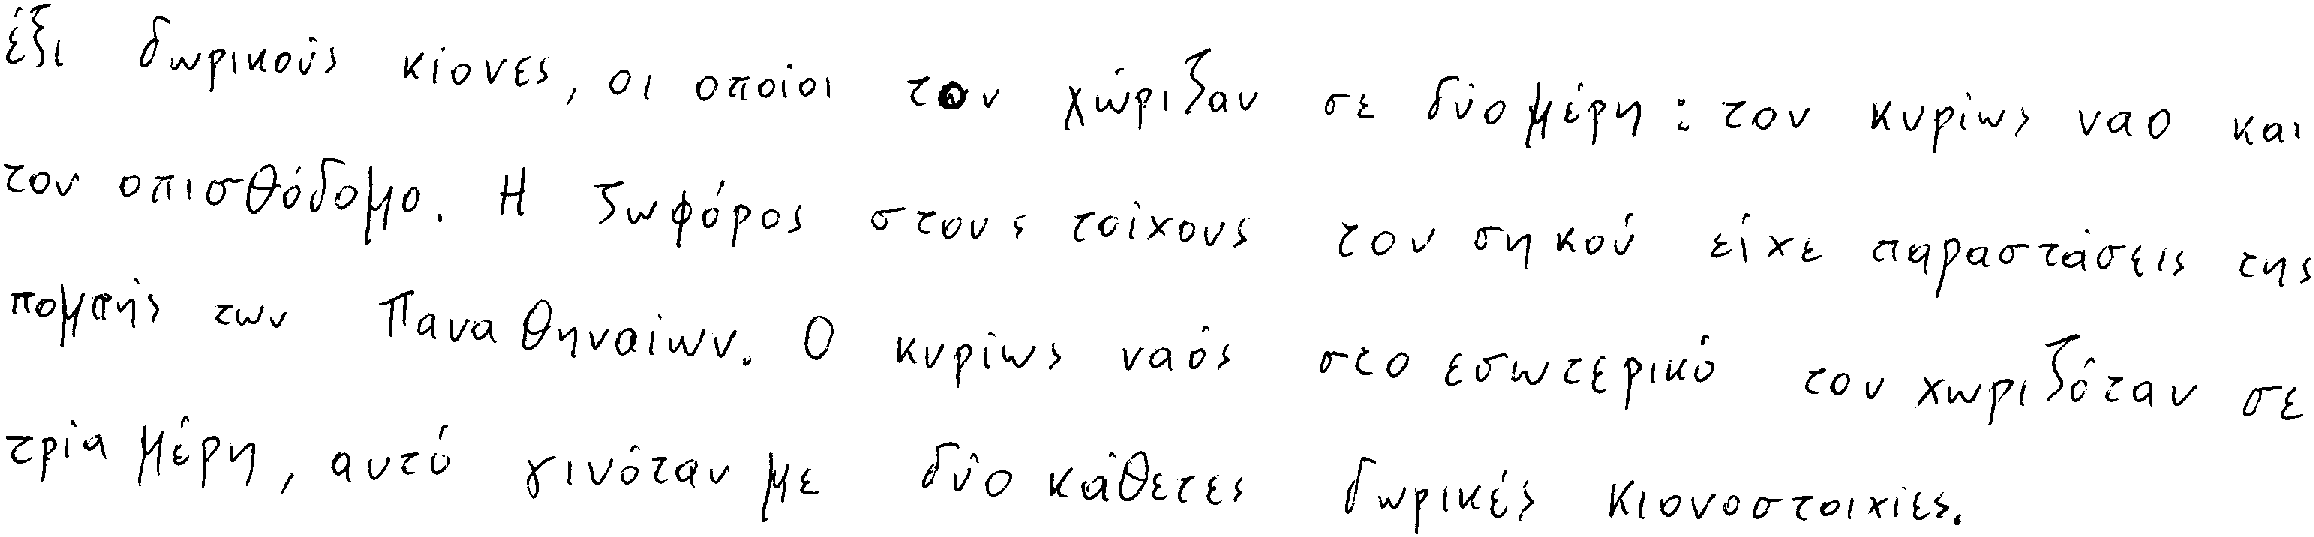 έξι δωρικούς κίονες, οι οποίοι τον χώριζαν σε δύο μέρη: τον κυρίως ναο και
τον οπισθόδομο. Η ζωφόρος στους τοίχους του σηκού είχε παραστάσεις της
πομπής των Παναθηναίων. Ο κυρίως ναός στο εσωτερικό του χωριζόταν σε
τρία μέρη, αυτό γινόταν με δύο κάθετες δωρικές κιονοστοιχίες.